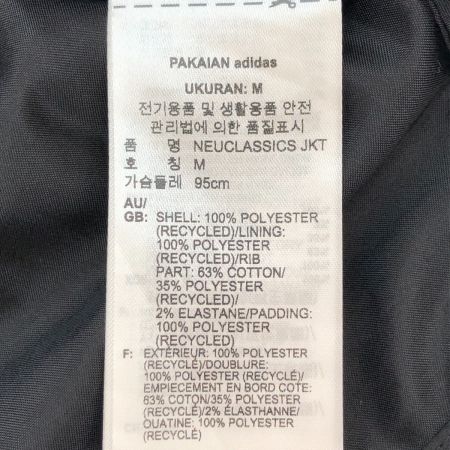 PAKAIAN adidas
UKURAN: M
전기용품 및 생활용품 안전
관리법에 의한 품질표시
품 명 NEUCLASSICS JKT
호 칭 M
가슴둘레 95cm
AU/
GB: SHELL: 100% POLYESTER
(RECYCLED)/LINING:
100% POLYESTER
(RECYCLED)/RIB
PART: 63% COTTON/
35% POLYESTER
(RECYCLED)/
2% ELASTANE/PADDING:
100% POLYESTER
(RECYCLED)
F: EXTÉRIEUR: 100% POLYESTER
(RECYCLÉ)/DOUBLURE:
100% POLYESTER (RECYCLÉ)/
EMPIECEMENT EN BORD COTE:
63% COTON/35% POLYESTER
(RECYCLÉ)/2% ÉLASTHANNE/
OUATINE: 100% POLYESTER
(RECYCLÉ)